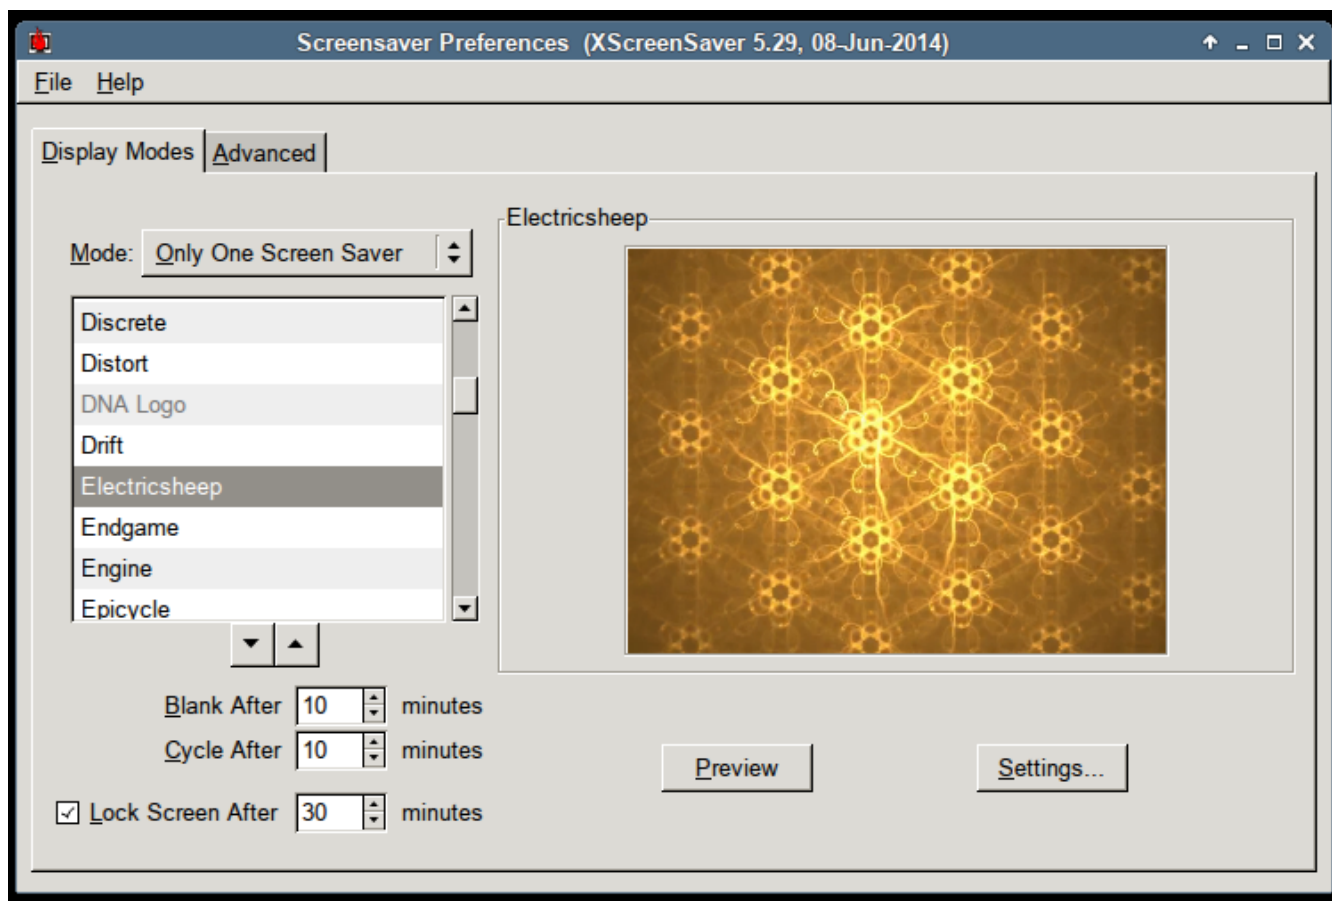 Screensaver Preferences (XScreenSaver 5.29, 08-Jun-2014)
File Help
Display Modes Advanced
Mode: Only One Screen Saver
Discrete
Distort
DNA Logo
Drift
Electricsheep
Endgame
Engine
Epicycle
Blank After 10 minutes
Cycle After 10 minutes
Lock Screen After 30 minutes
Electricsheep
Preview Settings...